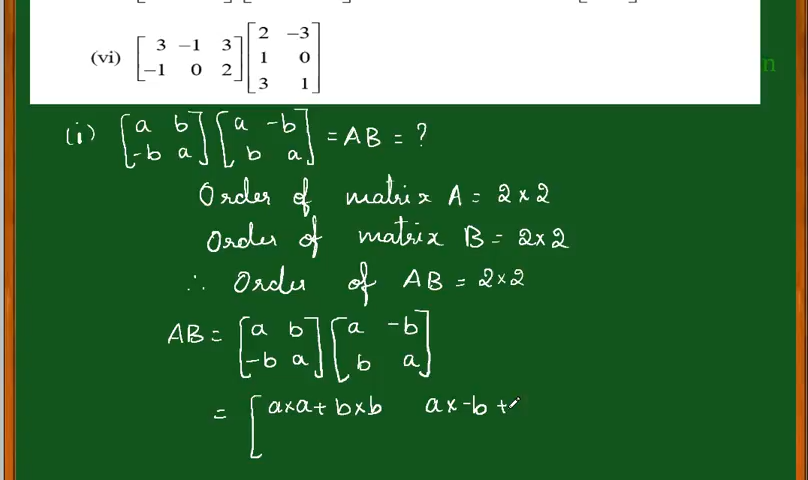 (vi) [3 −1 3; −1 0 2] [2 −3; 1 0; 3 1]
(i) [a b; -b a] [a -b; b a] = AB = ?
Order of matrix A = 2×2
Order of matrix B = 2×2
∴ Order of AB = 2×2
AB = [a b; -b a] [a -b; b a]
= [a×a + b×b a×-b +